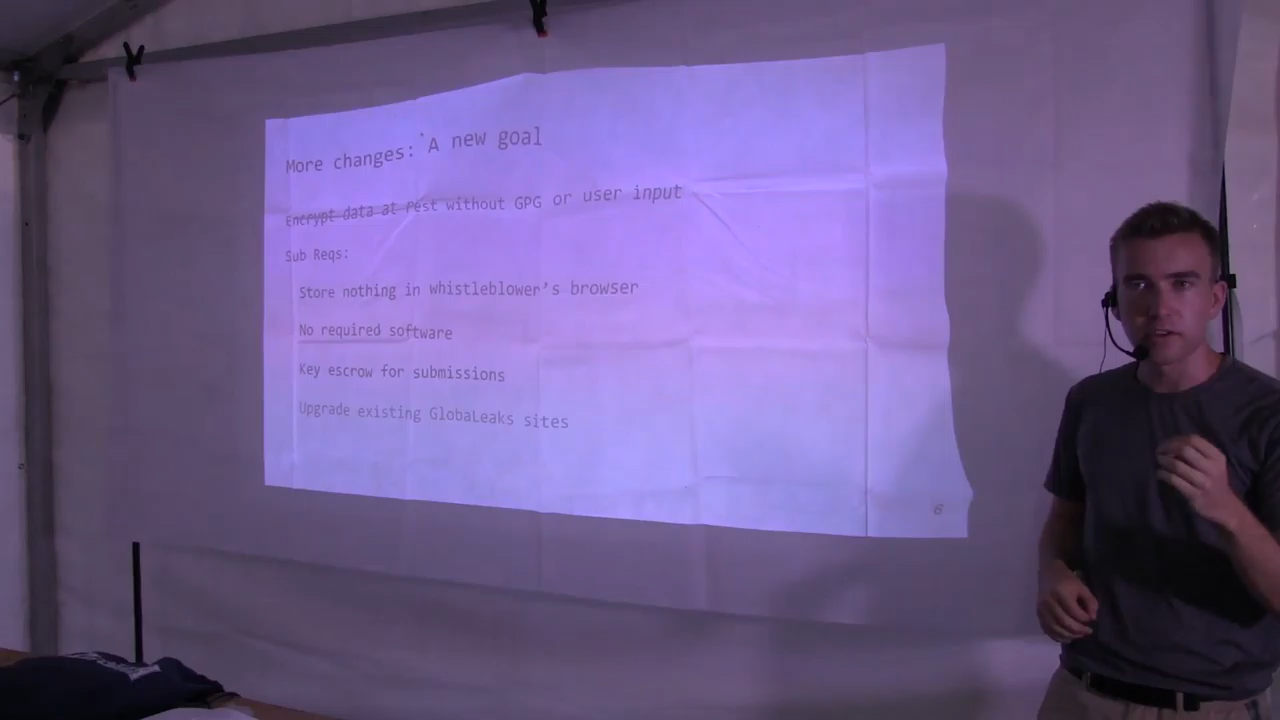 More changes: A new goal
Encrypt data at rest without GPG or user input
Sub Reqs:
Store nothing in whistleblower's browser
No required software
Key escrow for submissions
Upgrade existing GlobaLeaks sites
6